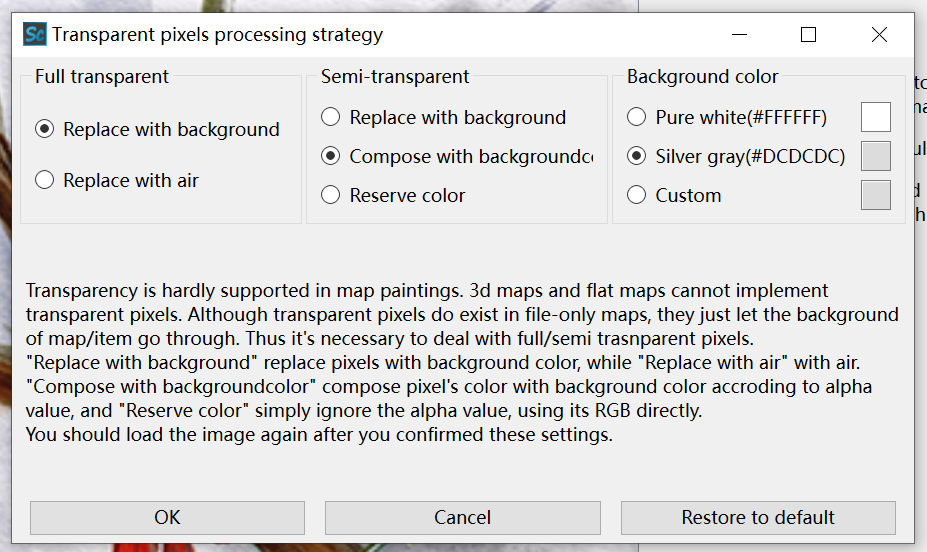 Sc Transparent pixels processing strategy
Full transparent
Replace with background
Replace with air
Semi-transparent
Replace with background
Compose with backgroundc
Reserve color
Background color
Pure white(#FFFFFF)
Silver gray(#DCDCDC)
Custom
Transparency is hardly supported in map paintings. 3d maps and flat maps cannot implement
transparent pixels. Although transparent pixels do exist in file-only maps, they just let the background
of map/item go through. Thus it's necessary to deal with full/semi trasnparent pixels.
"Replace with background" replace pixels with background color, while "Replace with air" with air.
"Compose with backgroundcolor" compose pixel's color with background color accroding to alpha
value, and "Reserve color" simply ignore the alpha value, using its RGB directly.
You should load the image again after you confirmed these settings.
OK
Cancel
Restore to default